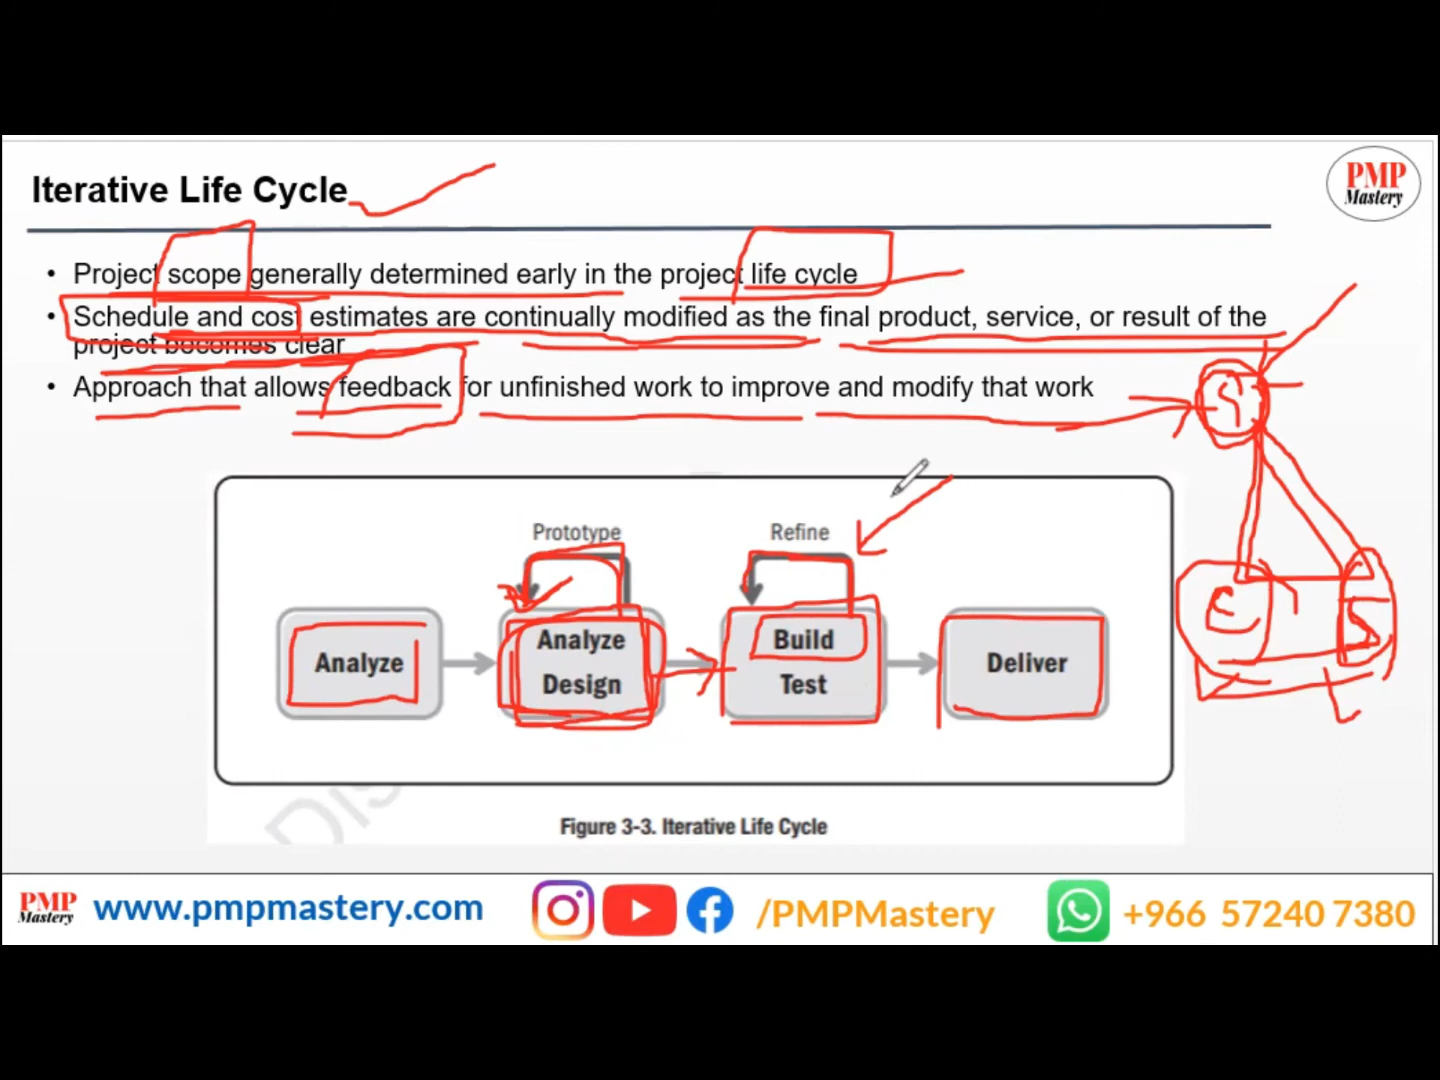 Iterative Life Cycle
PMP
Mastery
• Project scope generally determined early in the project life cycle
• Schedule and cost estimates are continually modified as the final product, service, or result of the
project becomes clear
• Approach that allows feedback for unfinished work to improve and modify that work
S
Prototype
Refine
Analyze
Analyze
Design
Build
Test
Deliver
C
S
Figure 3-3. Iterative Life Cycle
PMP
Mastery
www.pmpmastery.com
/PMPMastery
+966 57240 7380